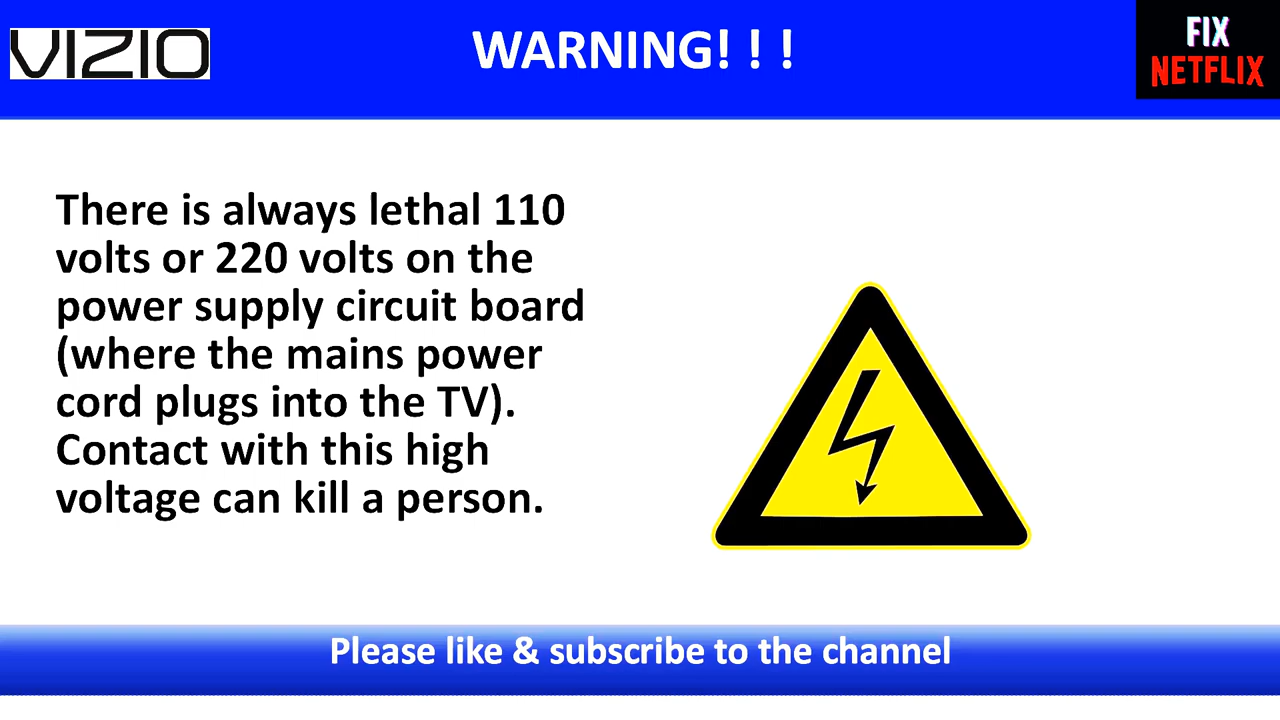 VIZIO
WARNING! ! !
FIX
NETFLIX
There is always lethal 110
volts or 220 volts on the
power supply circuit board
(where the mains power
cord plugs into the TV).
Contact with this high
voltage can kill a person.
Please like & subscribe to the channel